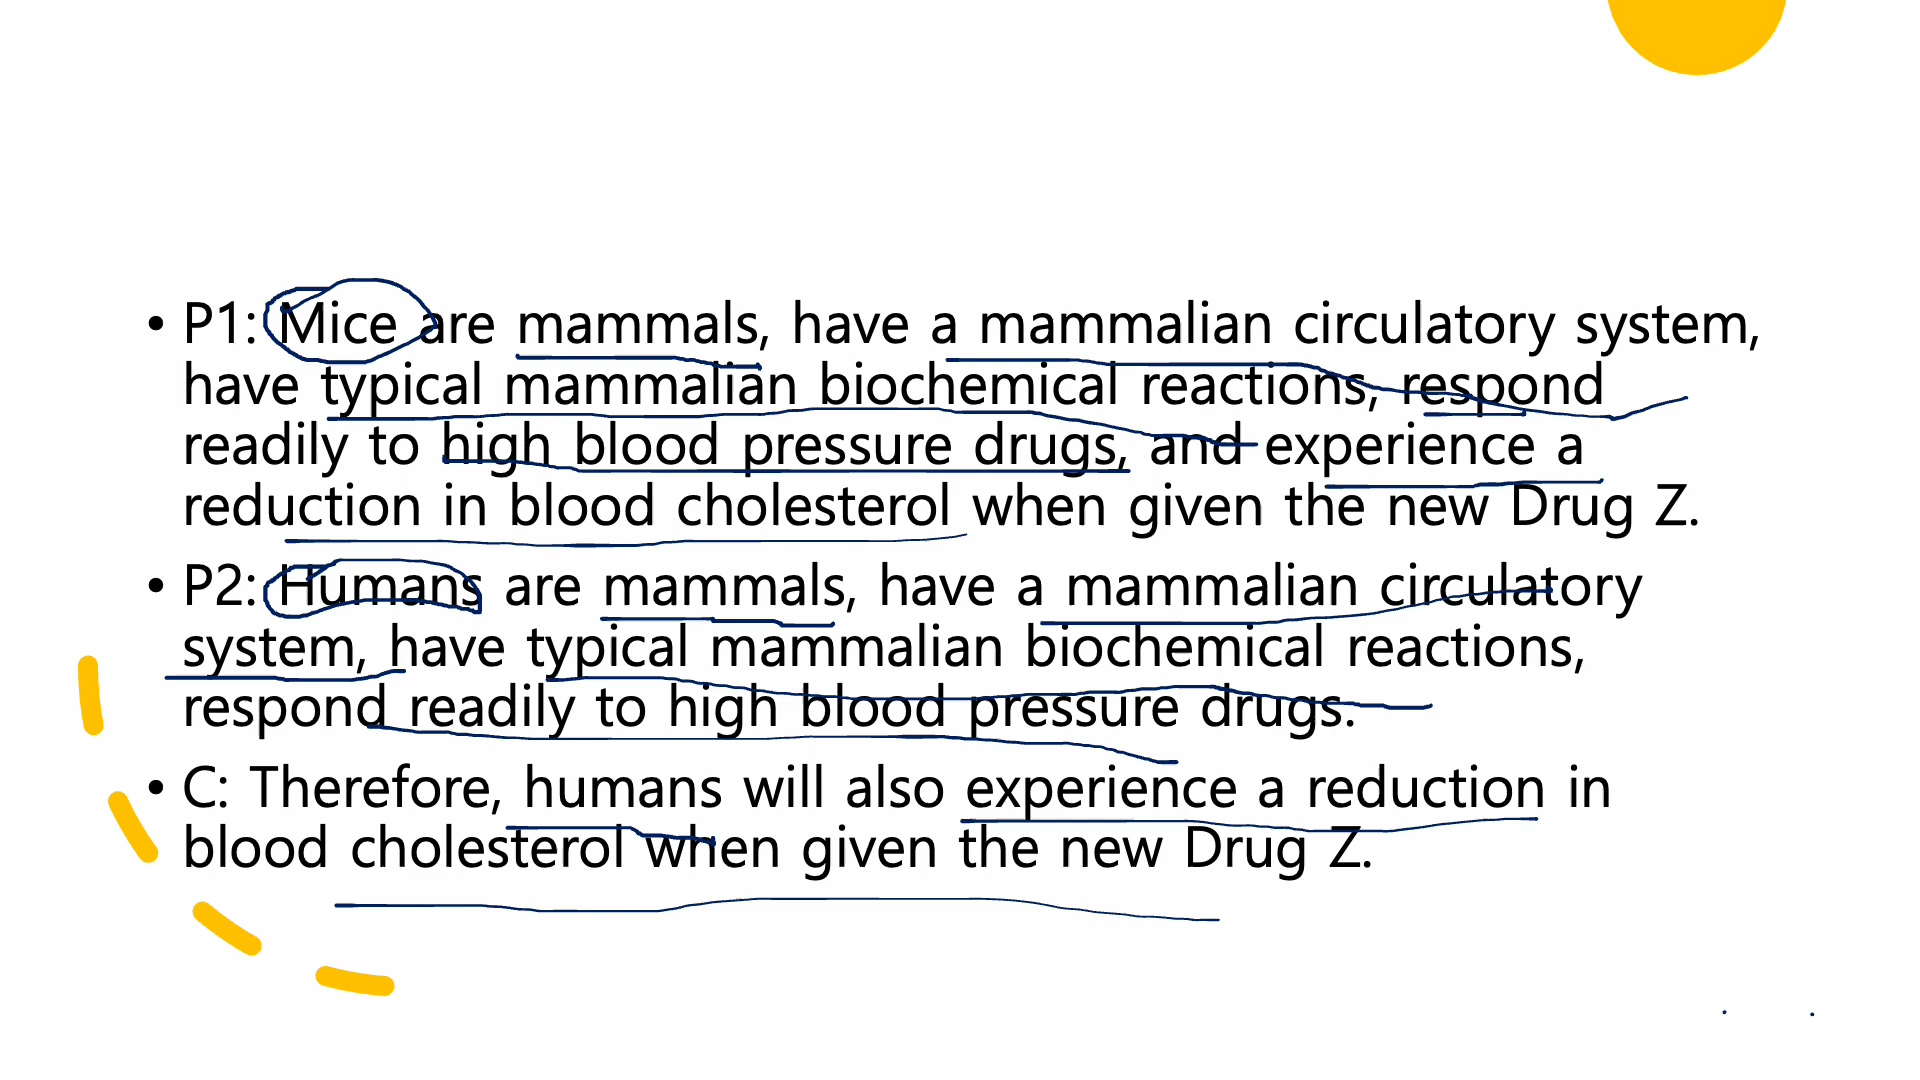 • P1: Mice are mammals, have a mammalian circulatory system,
have typical mammalian biochemical reactions, respond
readily to high blood pressure drugs, and experience a
reduction in blood cholesterol when given the new Drug Z.
• P2: Humans are mammals, have a mammalian circulatory
system, have typical mammalian biochemical reactions,
respond readily to high blood pressure drugs.
• C: Therefore, humans will also experience a reduction in
blood cholesterol when given the new Drug Z.